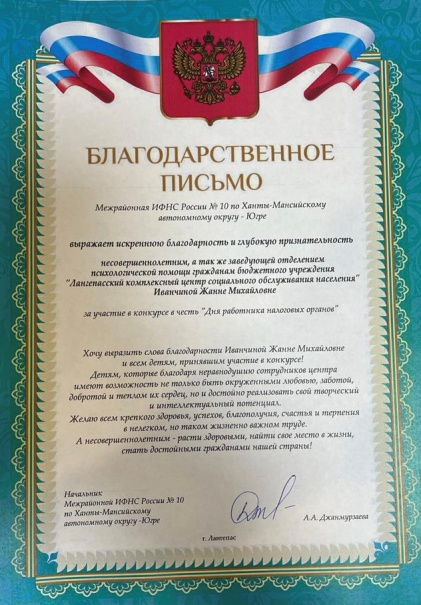 БЛАГОДАРСТВЕННОЕ
ПИСЬМО
Межрайонная ИФНС России № 10 по Ханты-Мансийскому
автономному округу - Югре
выражает искреннюю благодарность и глубокую признательность
несовершеннолетним, а так же заведующей отделением
психологической помощи гражданам бюджетного учреждения
"Лангепасский комплексный центр социального обслуживания населения"
Иванчиной Жанне Михайловне
за участие в конкурсе в честь "Дня работника налоговых органов"
Хочу выразить слова благодарности Иванчиной Жанне Михайловне
и всем детям, принявшим участие в конкурсе!
Детям, которые благодаря неравнодушию сотрудников центра
имеют возможность не только быть окруженными любовью, заботой,
добротой и теплом их сердец, но и достойно реализовать свой творческий
и интеллектуальный потенциал.
Желаю всем крепкого здоровья, успехов, благополучия, счастья и терпения
в нелегком, но таком жизненно важном труде.
А несовершеннолетним - расти здоровыми, найти свое место в жизни,
стать достойными гражданами нашей страны!
Начальник
Межрайонной ИФНС России № 10
по Ханты-Мансийскому
автономному округу -Югре
А.А. Джанмурзаева
г. Лангепас